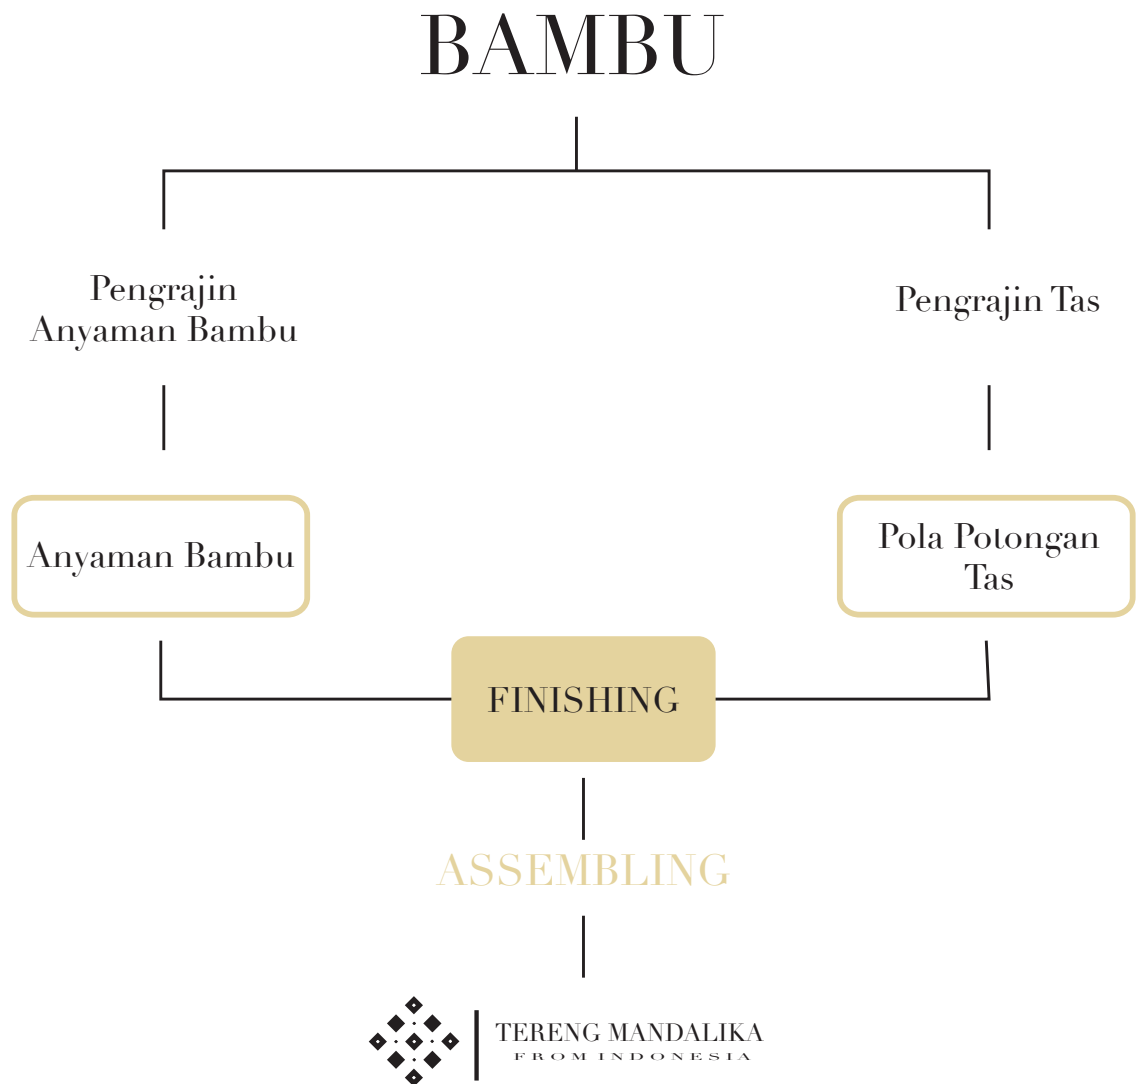 BAMBU
Pengrajin
Anyaman Bambu
Pengrajin Tas
Anyaman Bambu
Pola Potongan
Tas
FINISHING
ASSEMBLING
TERENG MANDALIKA
FROM INDONESIA